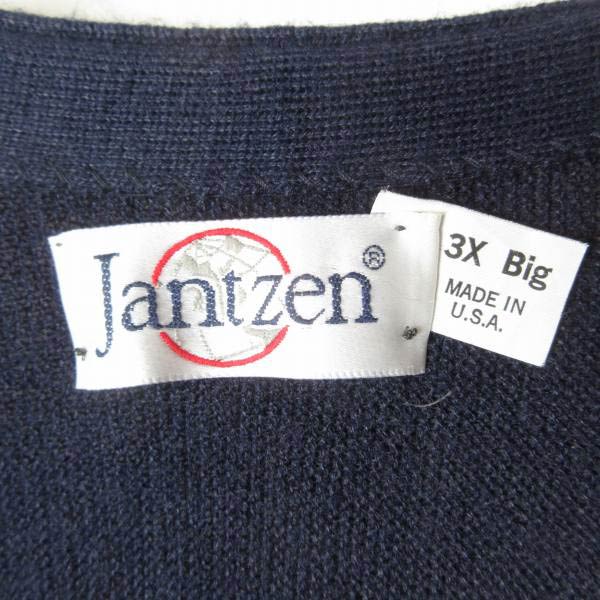 Jantzen®
3X Big
MADE IN
U.S.A.